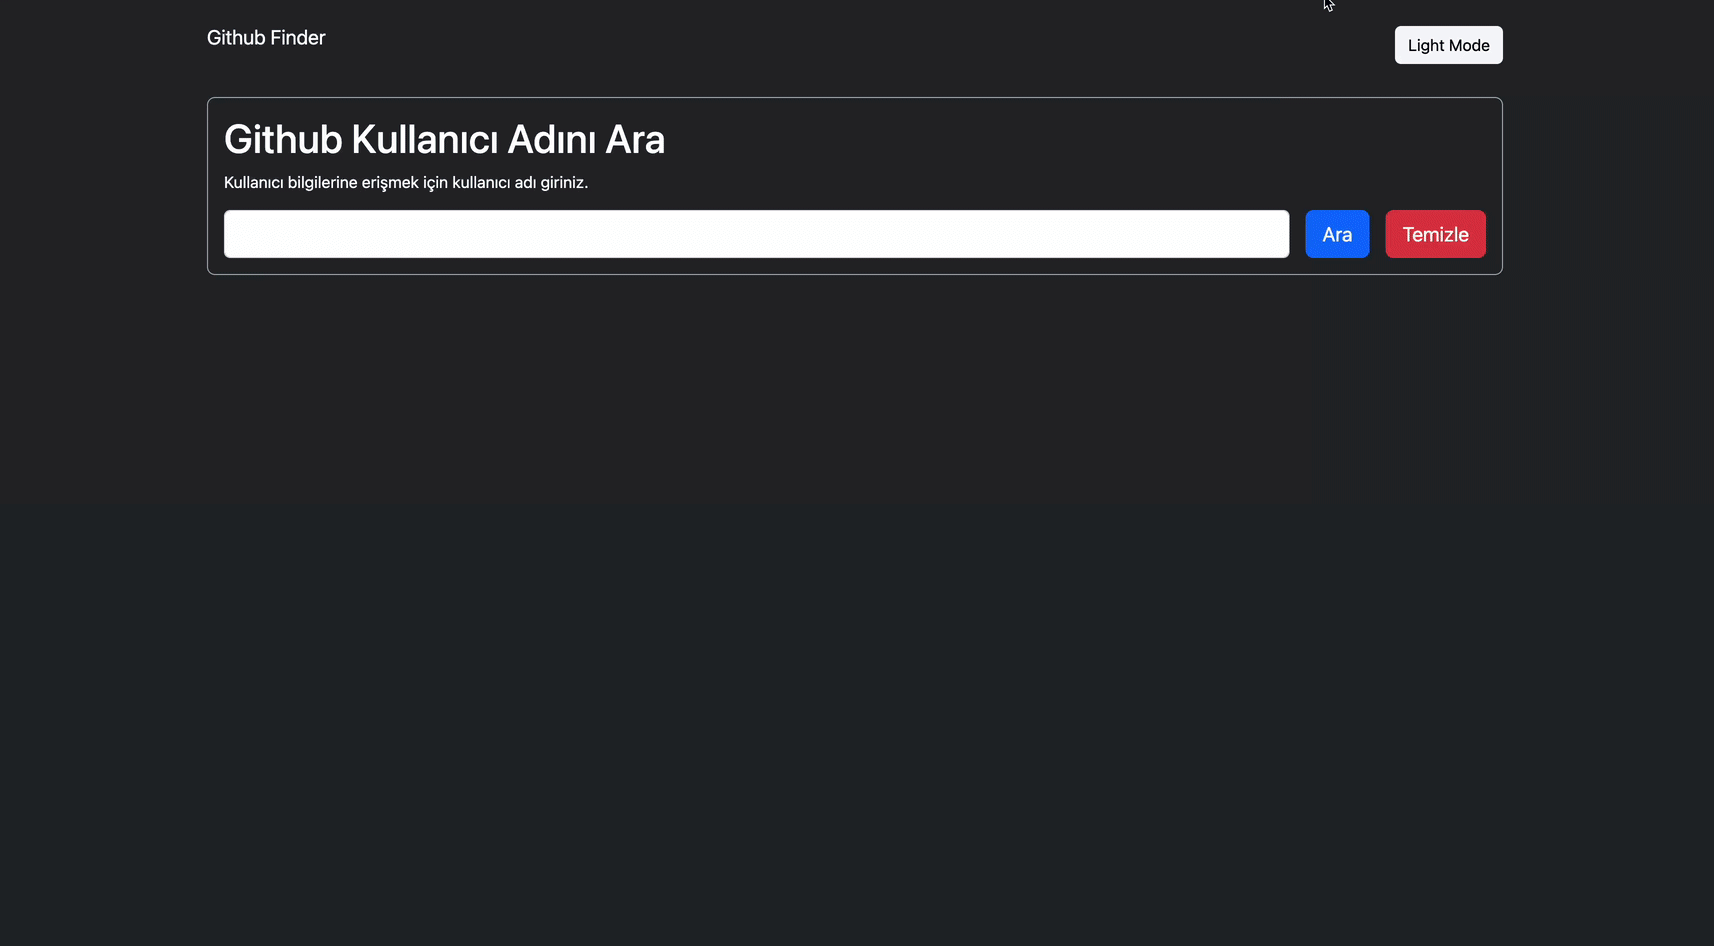 Github Finder
Light Mode
Github Kullanıcı Adını Ara
Kullanıcı bilgilerine erişmek için kullanıcı adı giriniz.
Ara
Temizle